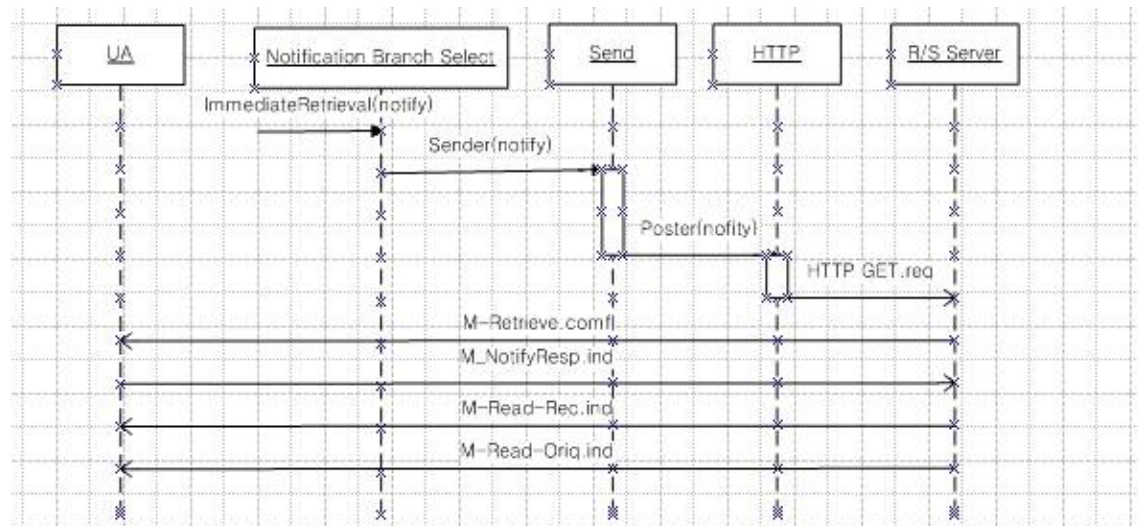 UA
Notification Branch Select
Send
HTTP
R/S Server
ImmediateRetrieval(notify)
Sender(notify)
Poster(nofity)
HTTP GET.req
M-Retrieve.comf
M_NotifyResp.ind
M-Read-Rec.ind
M-Read-Orig.ind